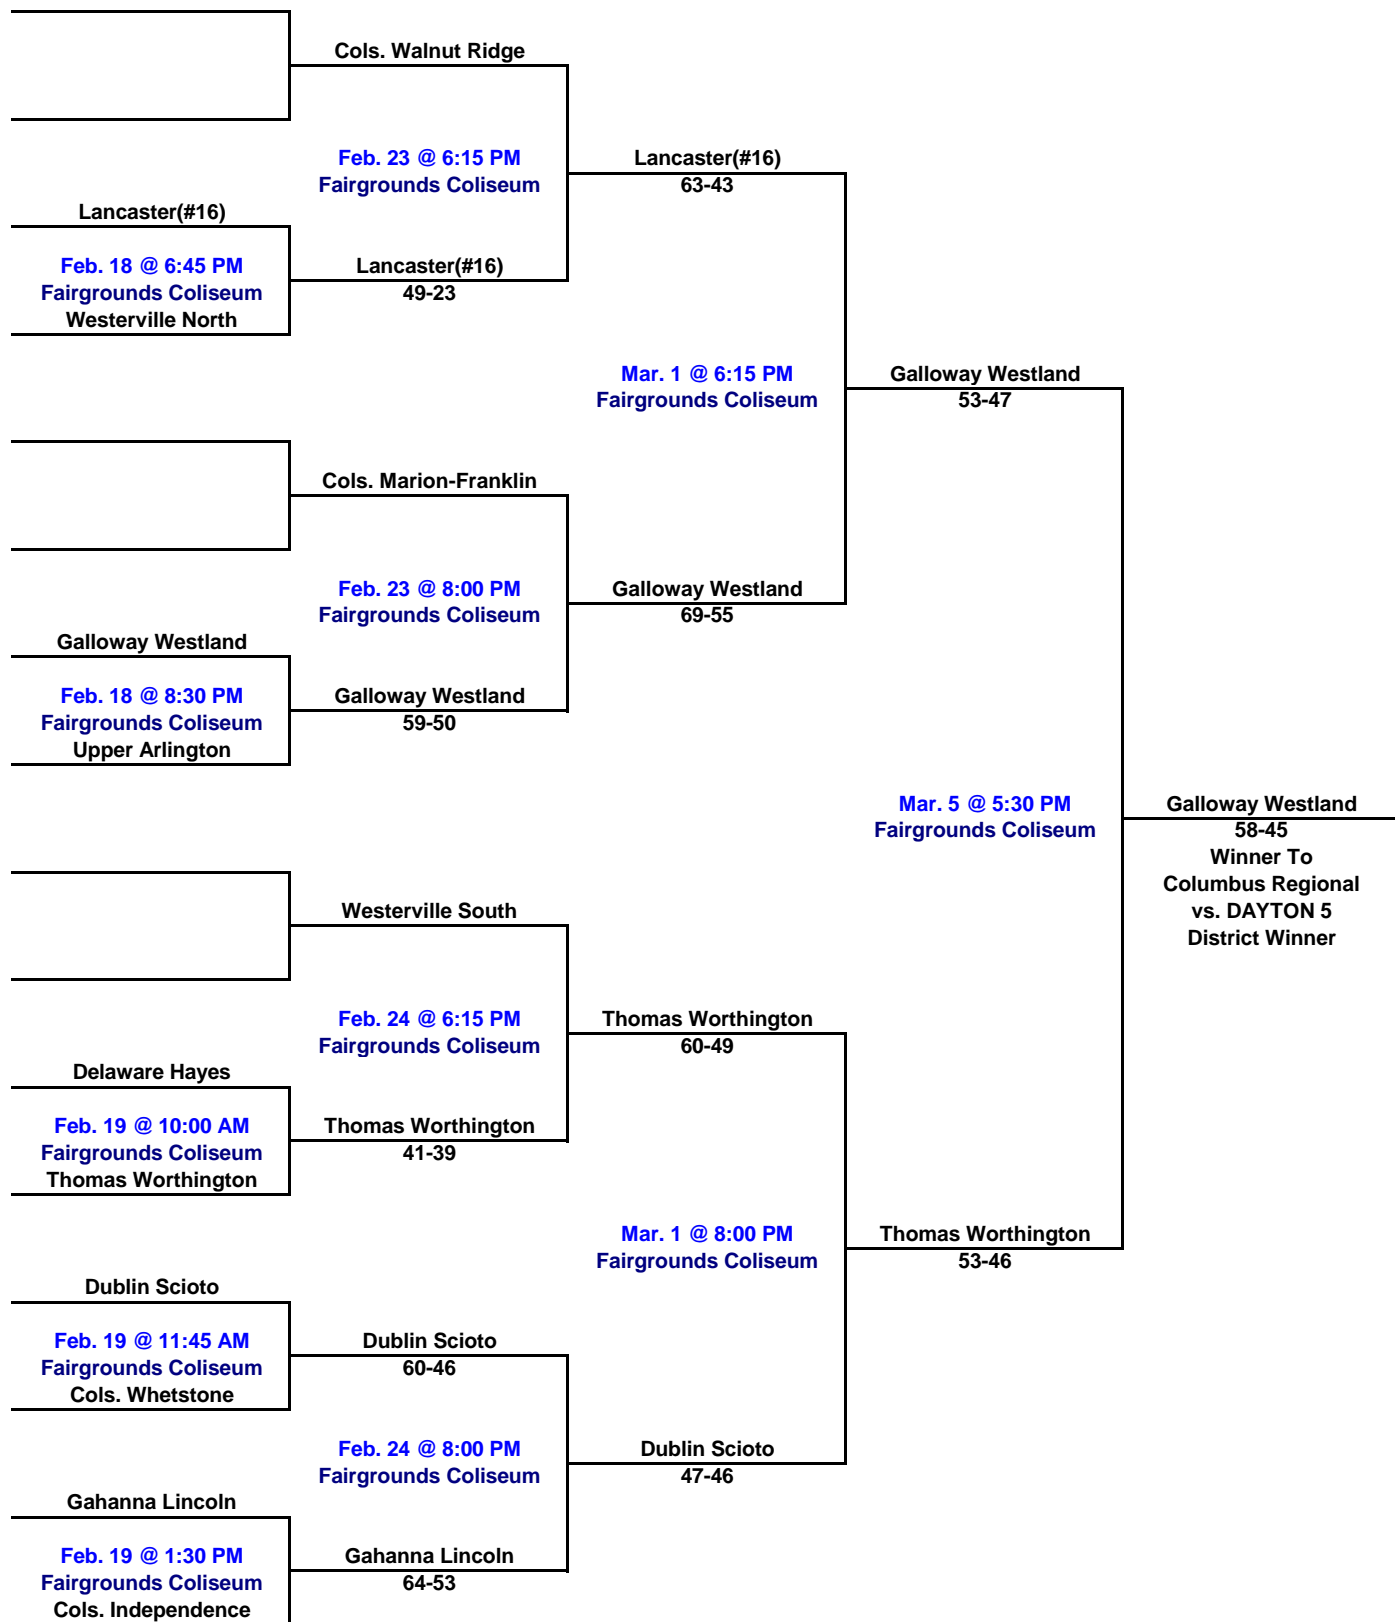 Cols. Walnut Ridge
Feb. 23 @ 6:15 PM
Fairgrounds Coliseum
Lancaster(#16)
63-43
Lancaster(#16)
Feb. 18 @ 6:45 PM
Fairgrounds Coliseum
Westerville North
Lancaster(#16)
49-23
Mar. 1 @ 6:15 PM
Fairgrounds Coliseum
Galloway Westland
53-47
Cols. Marion-Franklin
Feb. 23 @ 8:00 PM
Fairgrounds Coliseum
Galloway Westland
69-55
Galloway Westland
Feb. 18 @ 8:30 PM
Fairgrounds Coliseum
Upper Arlington
Galloway Westland
59-50
Mar. 5 @ 5:30 PM
Fairgrounds Coliseum
Galloway Westland
58-45
Winner To
Columbus Regional
vs. DAYTON 5
District Winner
Westerville South
Feb. 24 @ 6:15 PM
Fairgrounds Coliseum
Thomas Worthington
60-49
Delaware Hayes
Feb. 19 @ 10:00 AM
Fairgrounds Coliseum
Thomas Worthington
Thomas Worthington
41-39
Mar. 1 @ 8:00 PM
Fairgrounds Coliseum
Thomas Worthington
53-46
Dublin Scioto
Feb. 19 @ 11:45 AM
Fairgrounds Coliseum
Cols. Whetstone
Dublin Scioto
60-46
Feb. 24 @ 8:00 PM
Fairgrounds Coliseum
Dublin Scioto
47-46
Gahanna Lincoln
Feb. 19 @ 1:30 PM
Fairgrounds Coliseum
Cols. Independence
Gahanna Lincoln
64-53